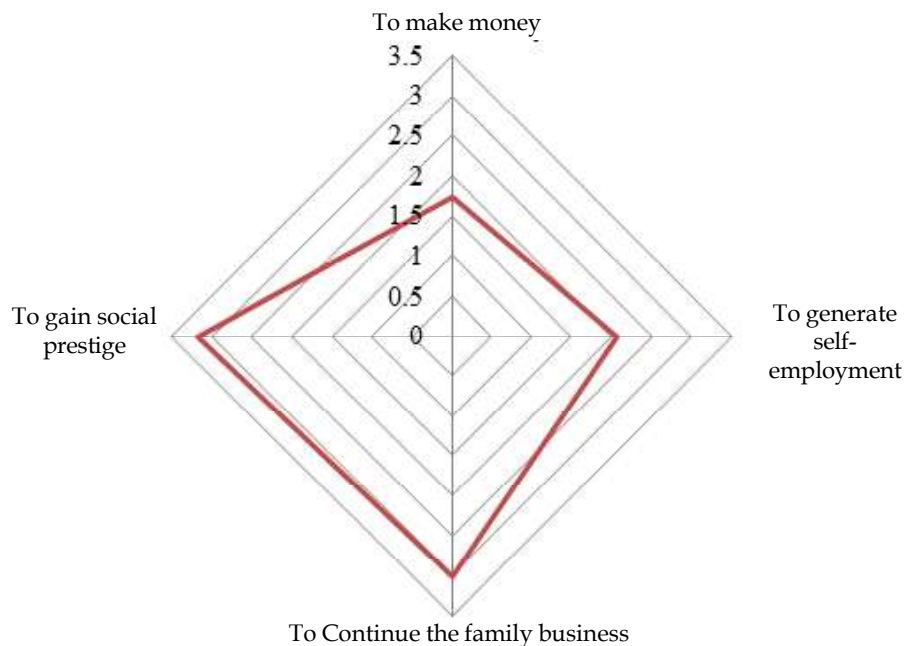 To make money
3.5
3
2.5
2
1.5
1
0.5
0
To gain social
prestige
To generate
self-
employment
To Continue the family business